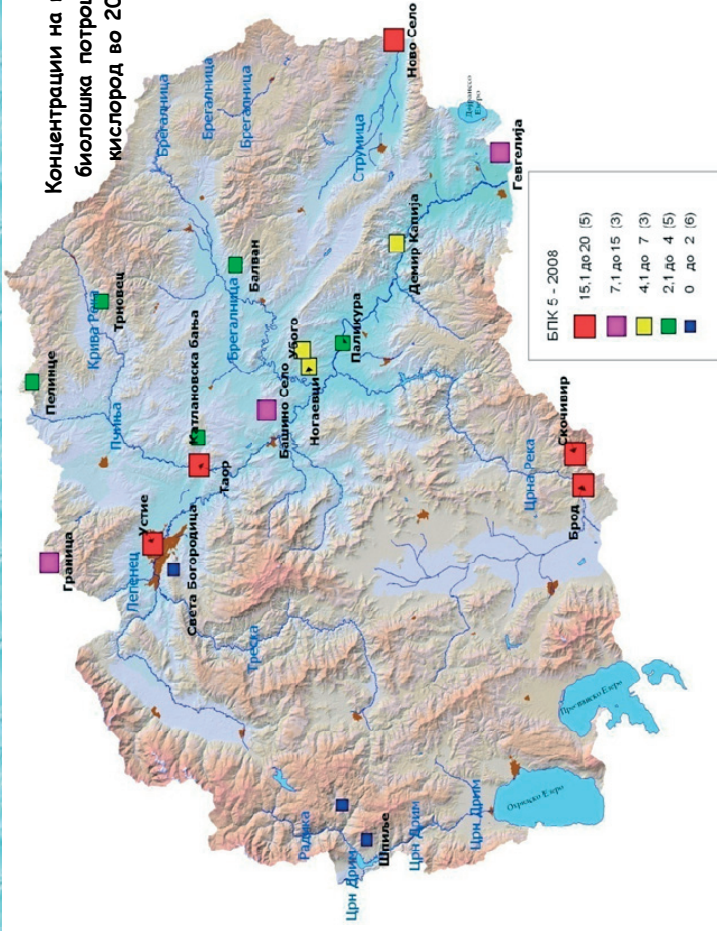 Концентрации на
биолошка потрош
кислород во 20
Пелинце
Крива Река
Трновец
Пчиња
Граница
Лепенец
Устие
Света Богородица
Таор
Катлановска бања
Брегалница
Брегалница
Брегалница
Брегалница
Балван
Башино Село
Ногаевци
Убого
Паликура
Треска
Струмица
Ново Село
Демир Капија
Дојранско Езеро
Гевгелија
Радика
Шпиље
Црн Дрим
Црн Дрим
Црн Дрим
Црна Река
Скочивир
Брод
Охридско Езеро
Преспанско Езеро
БПК 5 - 2008
15,1 до 20 (5)
7,1 до 15 (3)
4,1 до 7 (3)
2,1 до 4 (5)
0 до 2 (6)